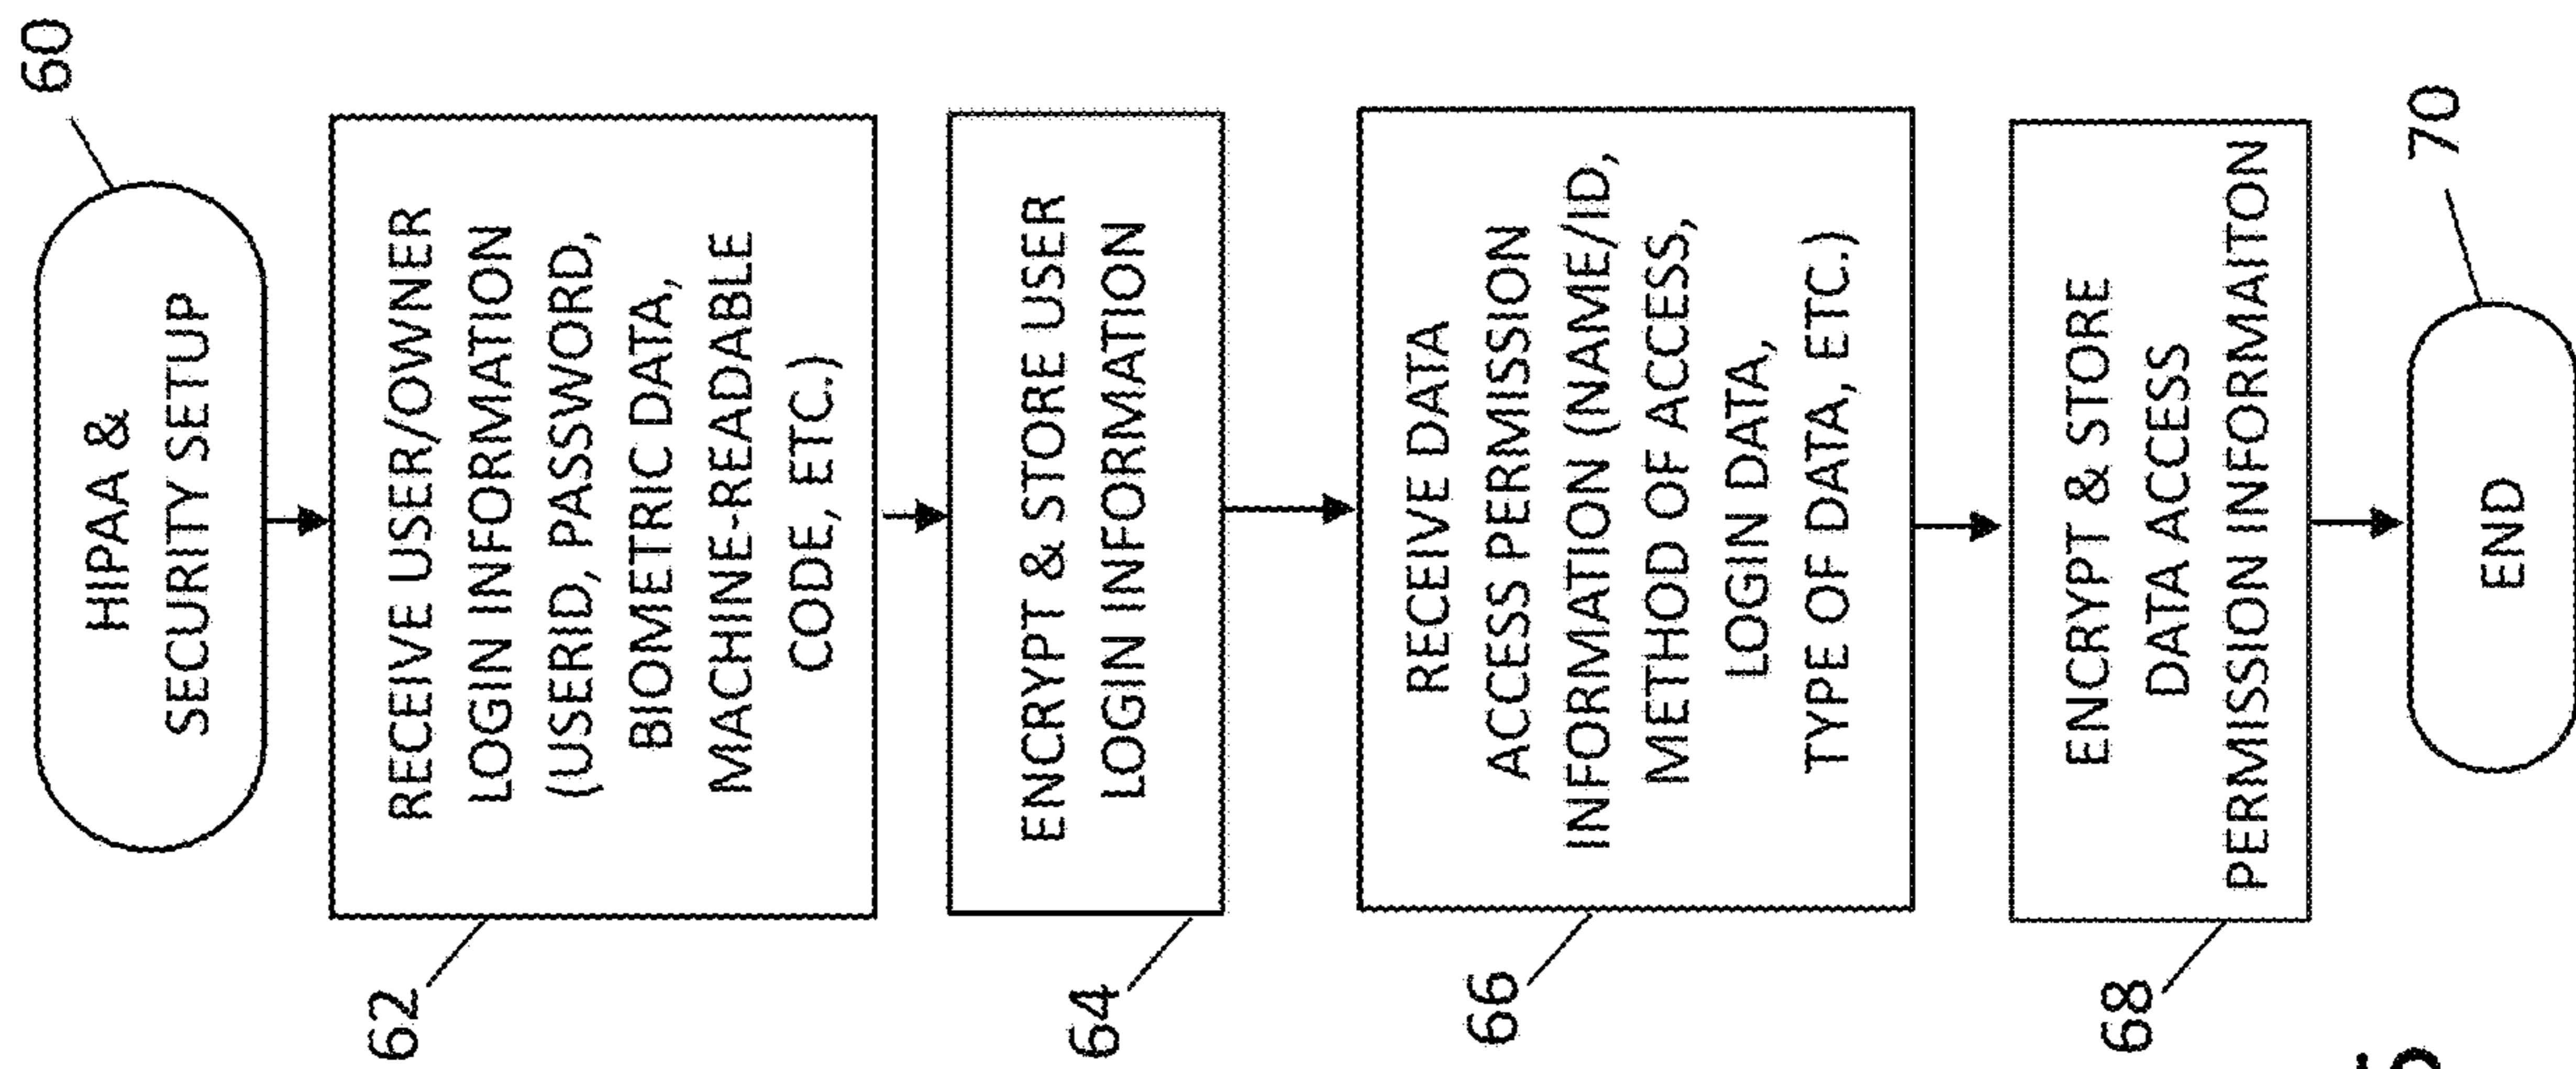 60
HIPAA &
SECURITY SETUP
62
RECEIVE USER/OWNER
LOGIN INFORMATION
(USERID, PASSWORD,
BIOMETRIC DATA,
MACHINE-READABLE
CODE, ETC.)
64
ENCRYPT & STORE USER
LOGIN INFORMATION
66
RECEIVE DATA
ACCESS PERMISSION
INFORMATION (NAME/ID,
METHOD OF ACCESS,
LOGIN DATA,
TYPE OF DATA, ETC.)
68
ENCRYPT & STORE
DATA ACCESS
PERMISSION INFORMAITON
70
END